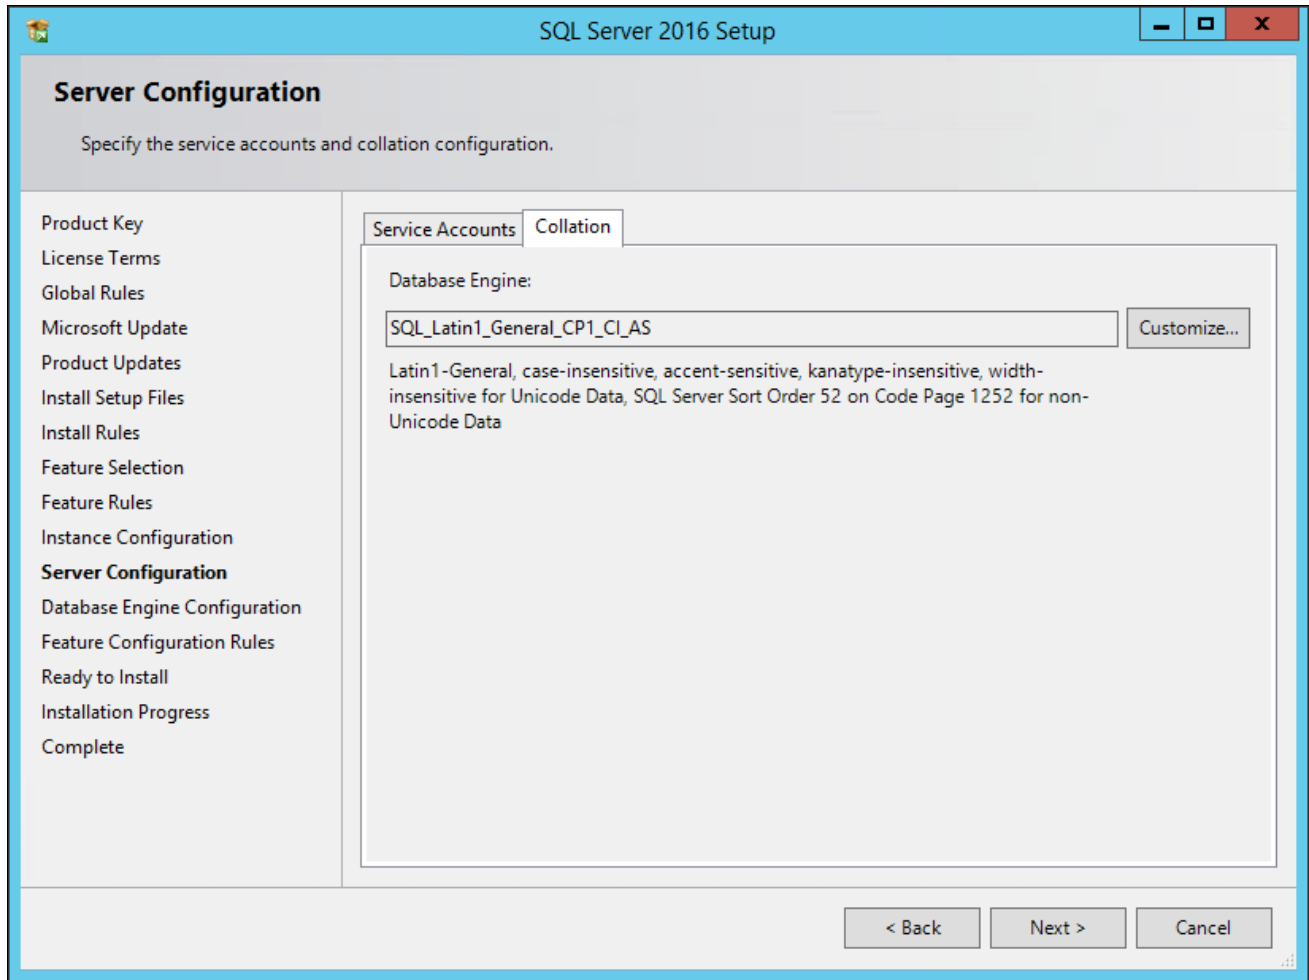 SQL Server 2016 Setup
Server Configuration
Specify the service accounts and collation configuration.
Product Key
License Terms
Global Rules
Microsoft Update
Product Updates
Install Setup Files
Install Rules
Feature Selection
Feature Rules
Instance Configuration
Server Configuration
Database Engine Configuration
Feature Configuration Rules
Ready to Install
Installation Progress
Complete
Service Accounts
Collation
Database Engine:
SQL_Latin1_General_CP1_CI_AS
Customize...
Latin1-General, case-insensitive, accent-sensitive, kanatype-insensitive, width-
insensitive for Unicode Data, SQL Server Sort Order 52 on Code Page 1252 for non-
Unicode Data
< Back
Next >
Cancel